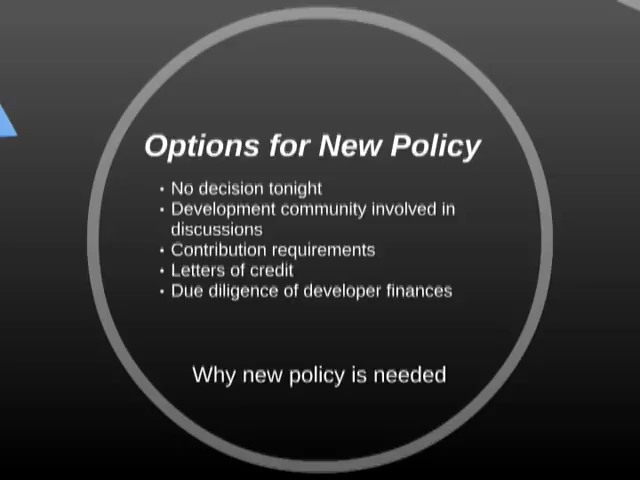 Options for New Policy
• No decision tonight
• Development community involved in
discussions
• Contribution requirements
• Letters of credit
• Due diligence of developer finances
Why new policy is needed